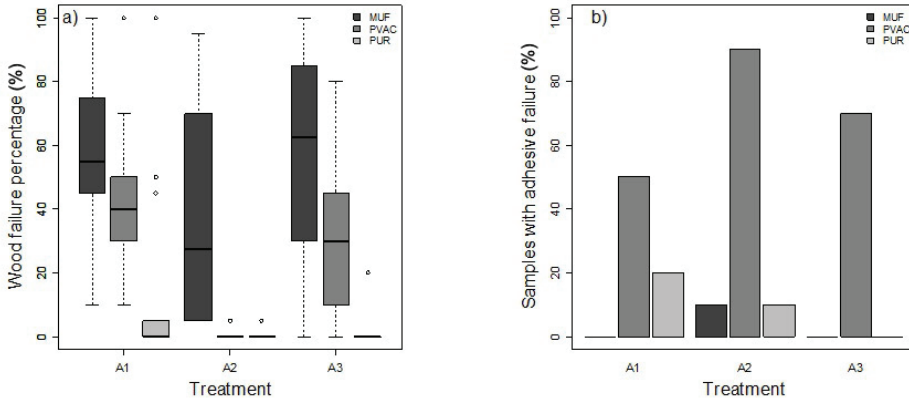 a)
MUF
PVAC
PUR
Wood failure percentage (%)
100
80
60
40
20
0
A1
A2
A3
Treatment
b)
MUF
PVAC
PUR
Samples with adhesive failure (%)
100
80
60
40
20
0
A1
A2
A3
Treatment